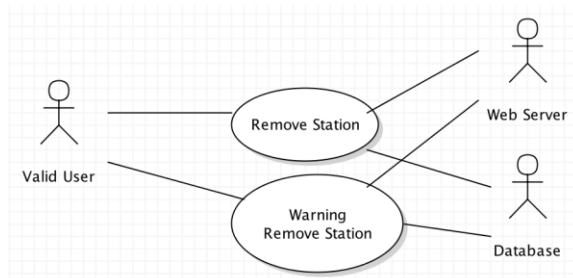 Valid User
Remove Station
Warning
Remove Station
Web Server
Database